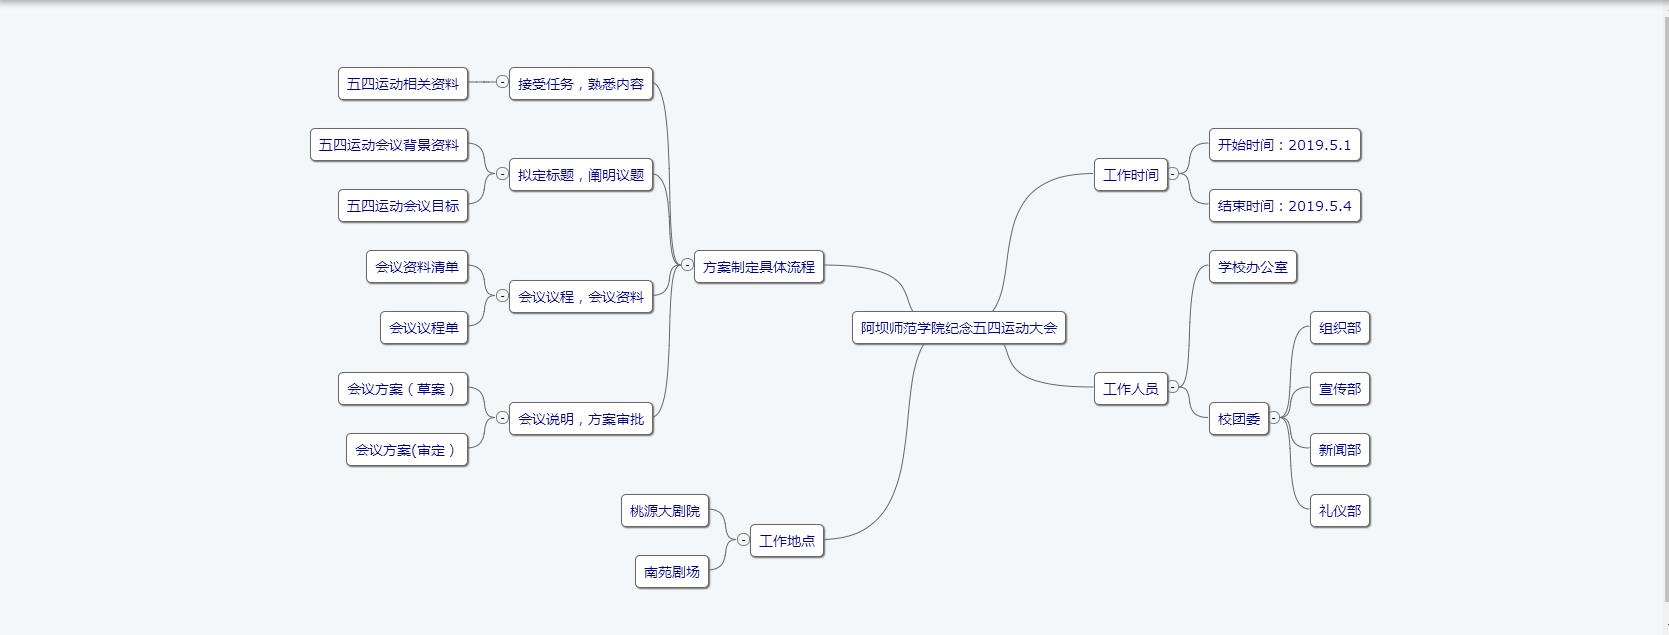 阿坝师范学院纪念五四运动大会
方案制定具体流程
接受任务，熟悉内容
五四运动相关资料
拟定标题，阐明议题
五四运动会议背景资料
五四运动会议目标
会议议程，会议资料
会议资料清单
会议议程单
会议说明，方案审批
会议方案（草案）
会议方案(审定）
工作地点
桃源大剧院
南苑剧场
工作时间
开始时间：2019.5.1
结束时间：2019.5.4
工作人员
学校办公室
校团委
组织部
宣传部
新闻部
礼仪部